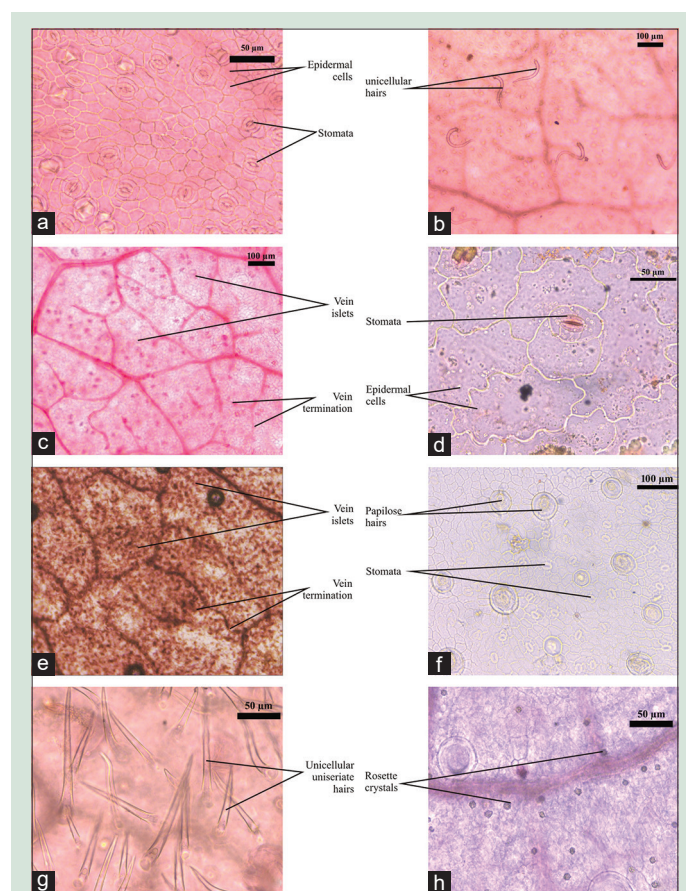 50 µm
Epidermal
cells
Stomata
a
100 µm
unicellular
hairs
b
100 µm
Vein
islets
Vein
termination
c
50 µm
Stomata
Epidermal
cells
d
Vein
islets
Vein
termination
e
100 µm
Papilose
hairs
Stomata
f
50 µm
Unicellular
uniseriate
hairs
g
50 µm
Rosette
crystals
h